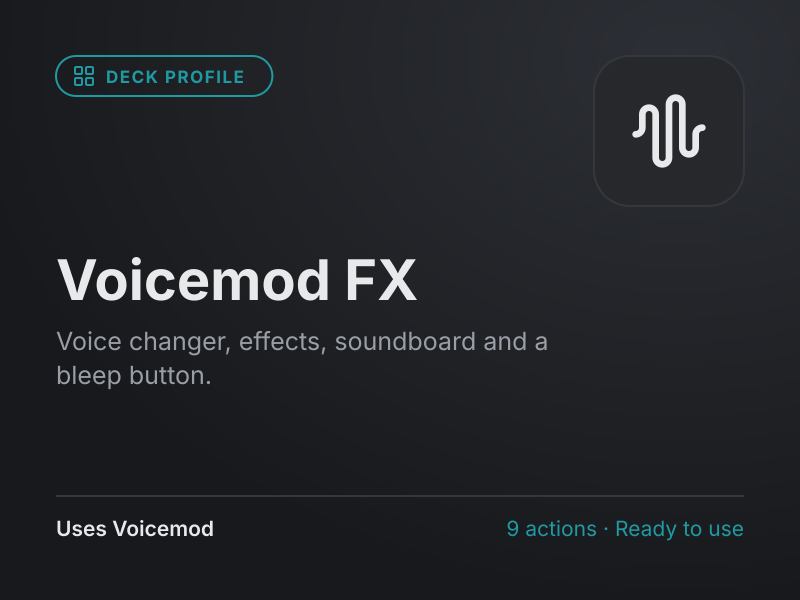 DECK PROFILE
Voicemod FX
Voice changer, effects, soundboard and a
bleep button.
Uses Voicemod
9 actions · Ready to use